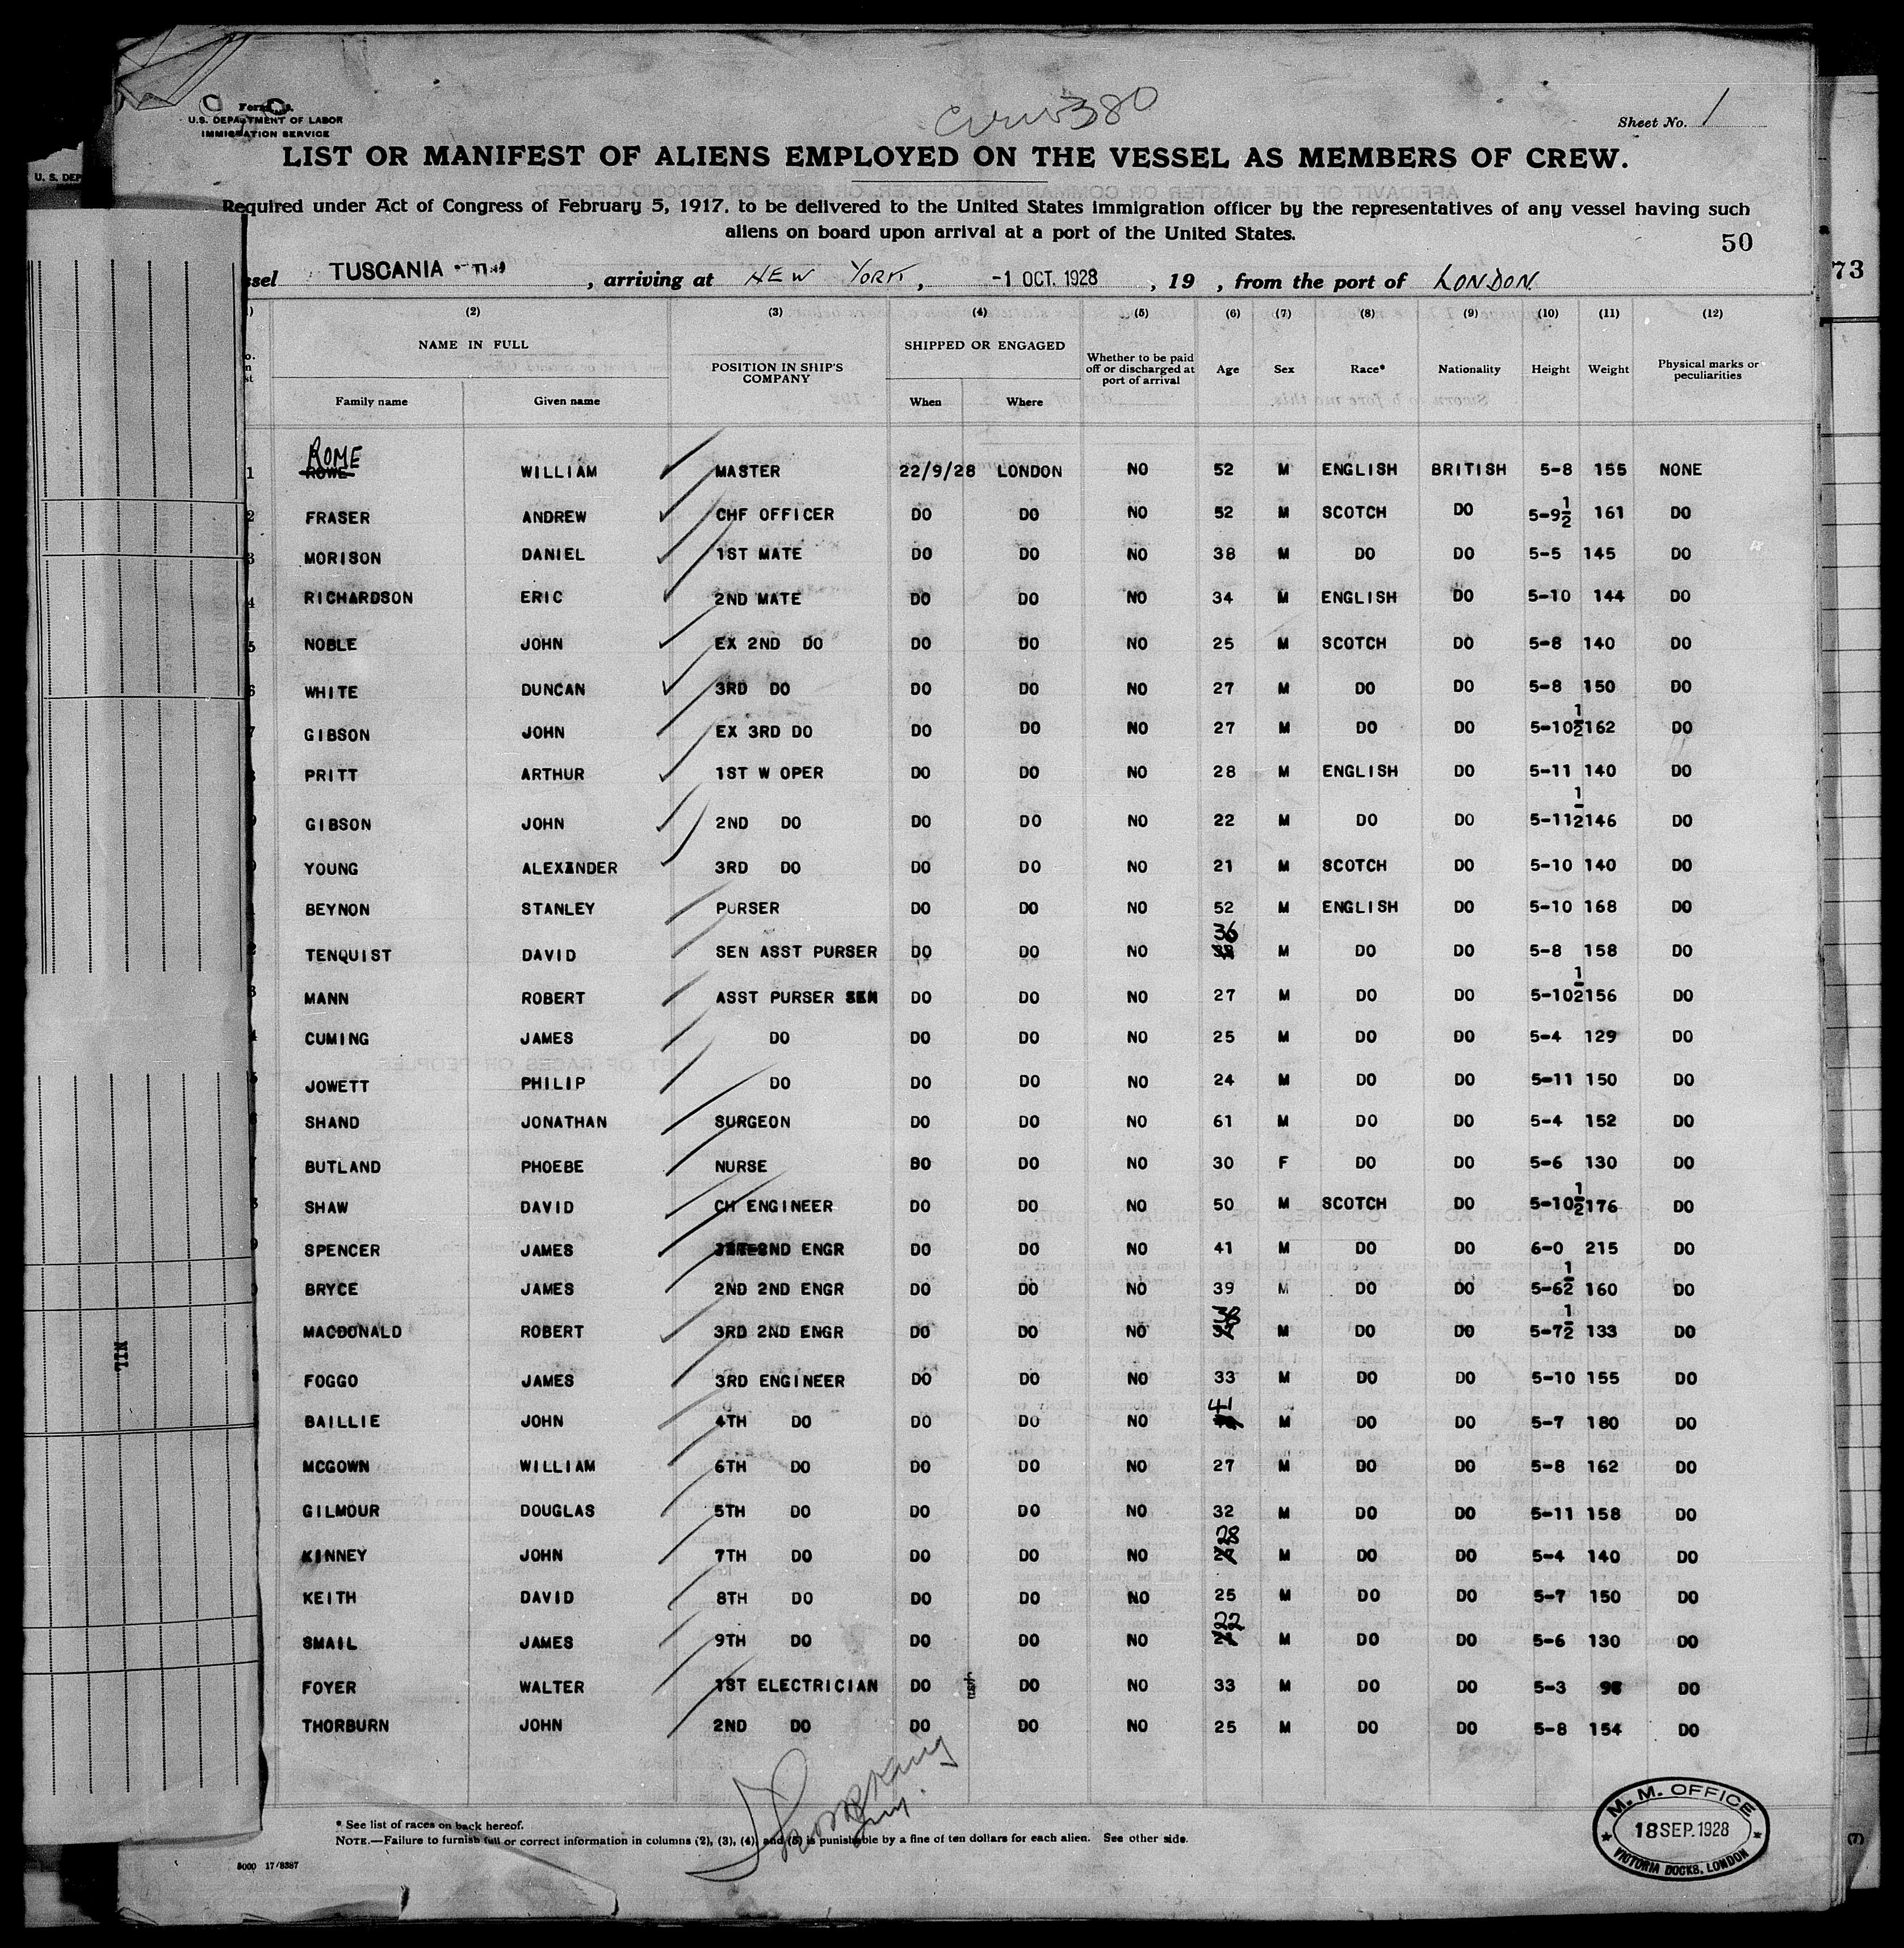 U.S. DEPARTMENT OF LABOR
IMMIGRATION SERVICE
Crew 380
Sheet No. 1
LIST OR MANIFEST OF ALIENS EMPLOYED ON THE VESSEL AS MEMBERS OF CREW.
Required under Act of Congress of February 5, 1917, to be delivered to the United States immigration officer by the representatives of any vessel having such
aliens on board upon arrival at a port of the United States.
50
TUSCANIA, arriving at NEW YORK, -1 OCT. 1928, 19 , from the port of LONDON
(2) (3) (4) (5) (6) (7) (8) (9) (10) (11) (12)
NAME IN FULL POSITION IN SHIP'S COMPANY SHIPPED OR ENGAGED Whether to be paid off or discharged at port of arrival Age Sex Race* Nationality Height Weight Physical marks or peculiarities
Family name Given name When Where
ROME
1 ROWE WILLIAM MASTER 22/9/28 LONDON NO 52 M ENGLISH BRITISH 5-8 155 NONE
2 FRASER ANDREW CHF OFFICER DO DO NO 52 M SCOTCH DO 5-9½ 161 DO
3 MORISON DANIEL 1ST MATE DO DO NO 38 M DO DO 5-5 145 DO
4 RICHARDSON ERIC 2ND MATE DO DO NO 34 M ENGLISH DO 5-10 144 DO
5 NOBLE JOHN EX 2ND DO DO DO NO 25 M SCOTCH DO 5-8 140 DO
6 WHITE DUNCAN 3RD DO DO DO NO 27 M DO DO 5-8 150 DO
7 GIBSON JOHN EX 3RD DO DO DO NO 27 M DO DO 5-10½ 162 DO
PRITT ARTHUR 1ST W OPER DO DO NO 28 M ENGLISH DO 5-11 140 DO
GIBSON JOHN 2ND DO DO DO NO 22 M DO DO 5-11½ 146 DO
YOUNG ALEXANDER 3RD DO DO DO NO 21 M SCOTCH DO 5-10 140 DO
BEYNON STANLEY PURSER DO DO NO 52 M ENGLISH DO 5-10 168 DO
TENQUIST DAVID SEN ASST PURSER DO DO NO 36 M DO DO 5-8 158 DO
MANN ROBERT ASST PURSER SEN DO DO NO 27 M DO DO 5-10½ 156 DO
CUMING JAMES DO DO DO NO 25 M DO DO 5-4 129 DO
JOWETT PHILIP DO DO DO NO 24 M DO DO 5-11 150 DO
SHAND JONATHAN SURGEON DO DO NO 61 M DO DO 5-4 152 DO
BUTLAND PHOEBE NURSE DO DO NO 30 F DO DO 5-6 130 DO
SHAW DAVID CH ENGINEER DO DO NO 50 M SCOTCH DO 5-10½ 176 DO
SPENCER JAMES 2ND ENGR DO DO NO 41 M DO DO 6-0 215 DO
BRYCE JAMES 2ND 2ND ENGR DO DO NO 39 M DO DO 5-6½ 160 DO
MACDONALD ROBERT 3RD 2ND ENGR DO DO NO 38 M DO DO 5-7½ 133 DO
FOGGO JAMES 3RD ENGINEER DO DO NO 33 M DO DO 5-10 155 DO
BAILLIE JOHN 4TH DO DO DO NO 41 M DO DO 5-7 180 DO
MCGOWN WILLIAM 6TH DO DO DO NO 27 M DO DO 5-8 162 DO
GILMOUR DOUGLAS 5TH DO DO DO NO 32 M DO DO 5-11 158 DO
KINNEY JOHN 7TH DO DO DO NO 28 M DO DO 5-4 140 DO
KEITH DAVID 8TH DO DO DO NO 25 M DO DO 5-7 150 DO
SMAIL JAMES 9TH DO DO DO NO 22 M DO DO 5-6 130 DO
FOYER WALTER 1ST ELECTRICIAN DO DO NO 33 M DO DO 5-3 DO
THORBURN JOHN 2ND DO DO DO NO 25 M DO DO 5-8 154 DO
* See list of races on back hereof.
NOTE.—Failure to furnish full or correct information in columns (2), (3), (4), and (5) is punishable by a fine of ten dollars for each alien. See other side.
5000 17/8387
M. M. OFFICE
18 SEP. 1928
VICTORIA DOCKS, LONDON
NIL
U. S. DEP
73